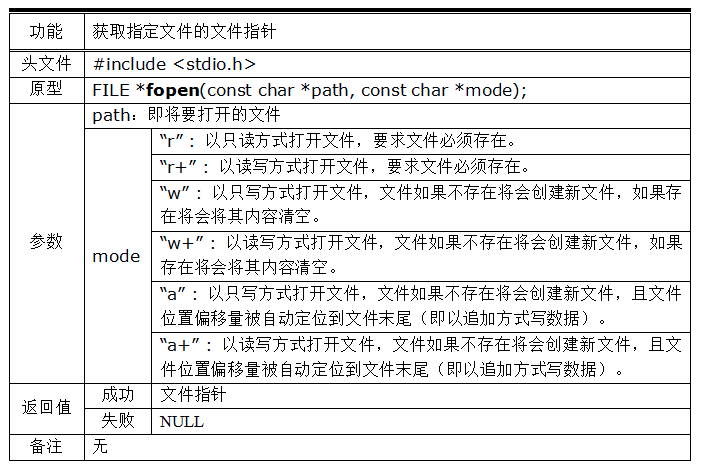 功能 获取指定文件的文件指针
头文件 #include <stdio.h>
原型 FILE *fopen(const char *path, const char *mode);
参数 path：即将要打开的文件
mode
“r”： 以只读方式打开文件，要求文件必须存在。
“r+”： 以读写方式打开文件，要求文件必须存在。
“w”： 以只写方式打开文件，文件如果不存在将会创建新文件，如果存
在将会将其内容清空。
“w+”： 以读写方式打开文件，文件如果不存在将会创建新文件，如果
存在将会将其内容清空。
“a”： 以只写方式打开文件，文件如果不存在将会创建新文件，且文件
位置偏移量被自动定位到文件末尾（即以追加方式写数据）。
“a+”： 以读写方式打开文件，文件如果不存在将会创建新文件，且文
件位置偏移量被自动定位到文件末尾（即以追加方式写数据）。
返回值 成功 文件指针
失败 NULL
备注 无